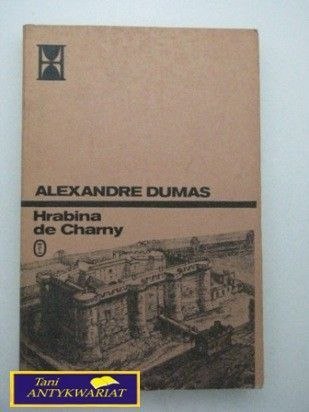 ALEXANDRE DUMAS
Hrabina
de Charny
Tani
ANTYKWARIAT